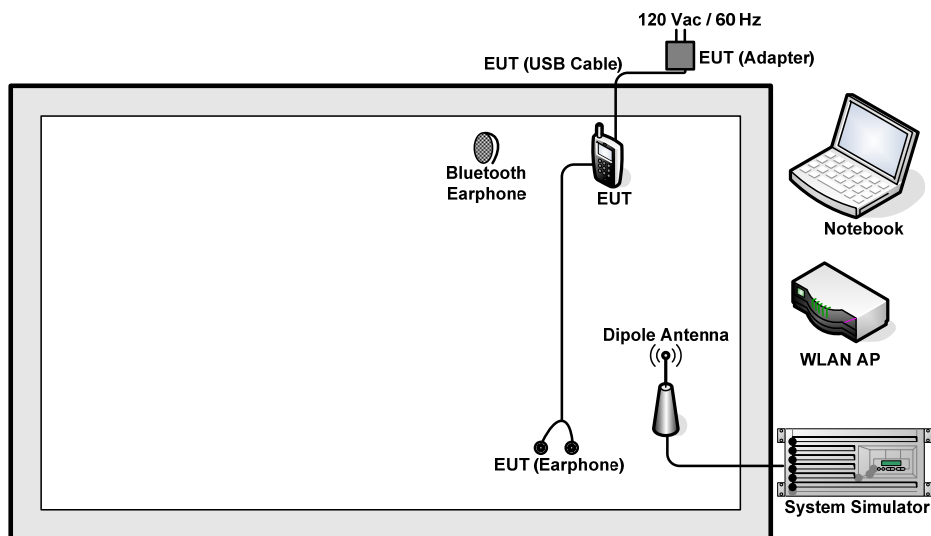 120 Vac / 60 Hz
EUT (USB Cable)
EUT (Adapter)
Bluetooth
Earphone
EUT
Notebook
Dipole Antenna
WLAN AP
EUT (Earphone)
System Simulator